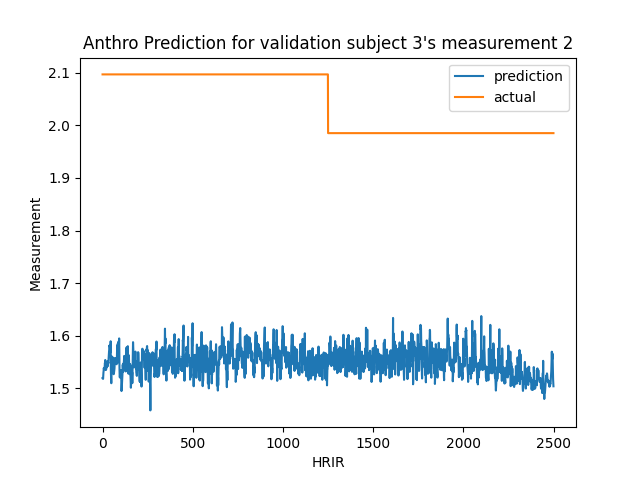 Anthro Prediction for validation subject 3's measurement 2
prediction
actual
2.1
2.0
1.9
1.8
1.7
1.6
1.5
Measurement
0
500
1000
1500
2000
2500
HRIR